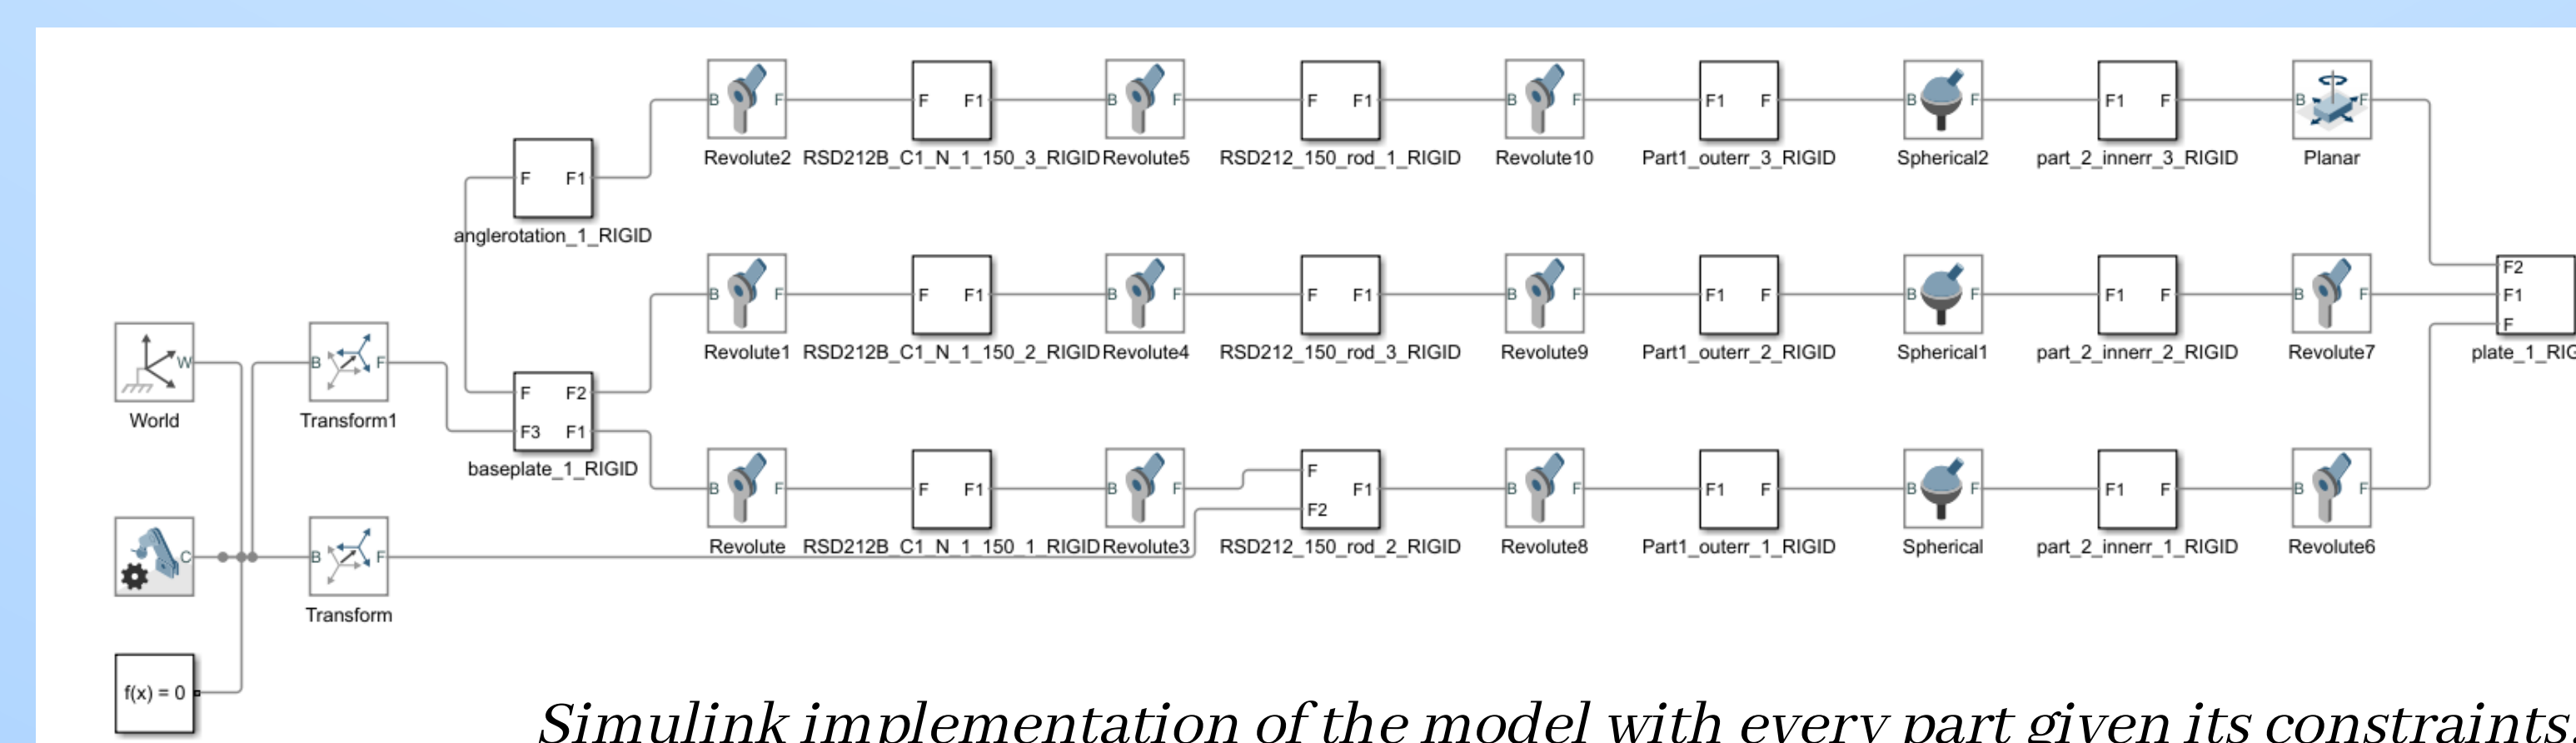 B F F F1 B F F F1 B F F1 F B F F1 F B F
Revolute2 RSD212B_C1_N_1_150_3_RIGID Revolute5 RSD212_150_rod_1_RIGID Revolute10 Part1_outerr_3_RIGID Spherical2 part_2_innerr_3_RIGID Planar
F F1
anglerotation_1_RIGID
F2
B F F F1 B F F F1 B F F1 F B F F1 F B F F1
F
Revolute1 RSD212B_C1_N_1_150_2_RIGID Revolute4 RSD212_150_rod_3_RIGID Revolute9 Part1_outerr_2_RIGID Spherical1 part_2_innerr_2_RIGID Revolute7 plate_1_RIG
W B F
F F2
World Transform1
F3 F1
baseplate_1_RIGID
F
B F F F1 B F F1 B F F1 F B F F1 F B F
F2
Revolute RSD212B_C1_N_1_150_1_RIGID Revolute3 RSD212_150_rod_2_RIGID Revolute8 Part1_outerr_1_RIGID Spherical part_2_innerr_1_RIGID Revolute6
C B F
Transform
f(x) = 0
Simulink implementation of the model with every part given its constraints